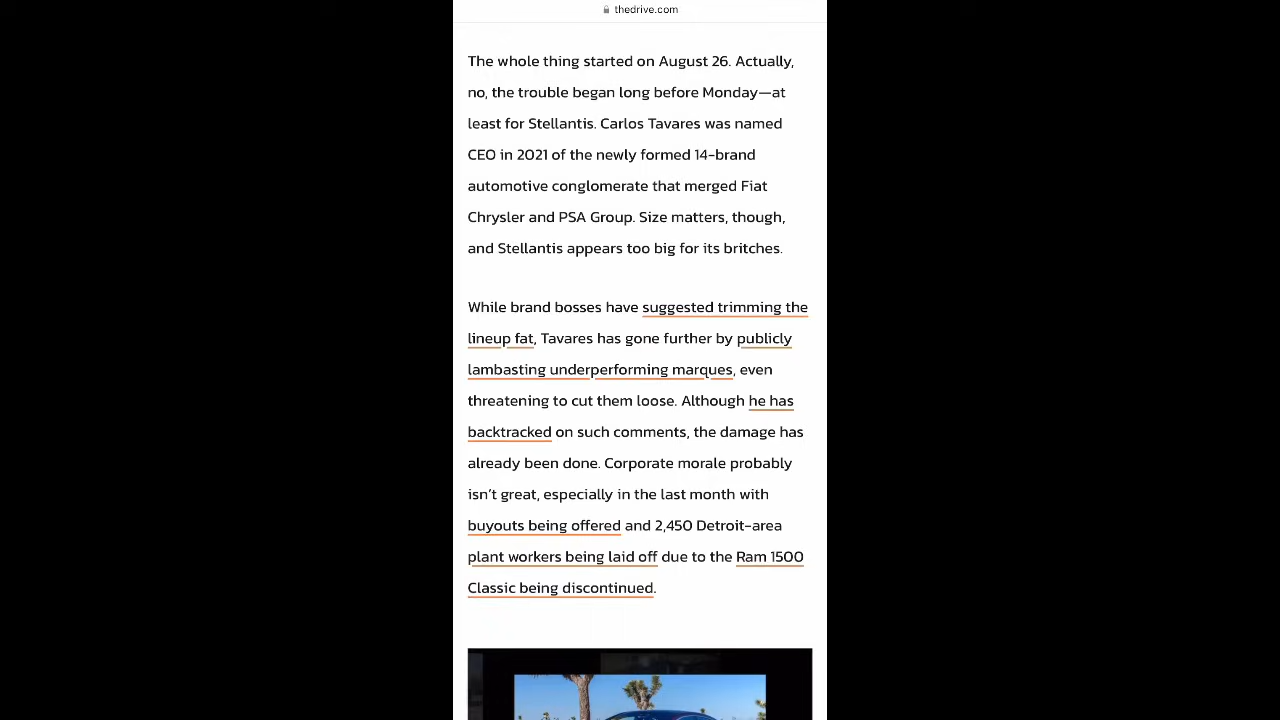 thedrive.com
The whole thing started on August 26. Actually,
no, the trouble began long before Monday—at
least for Stellantis. Carlos Tavares was named
CEO in 2021 of the newly formed 14-brand
automotive conglomerate that merged Fiat
Chrysler and PSA Group. Size matters, though,
and Stellantis appears too big for its britches.
While brand bosses have suggested trimming the
lineup fat, Tavares has gone further by publicly
lambasting underperforming marques, even
threatening to cut them loose. Although he has
backtracked on such comments, the damage has
already been done. Corporate morale probably
isn’t great, especially in the last month with
buyouts being offered and 2,450 Detroit-area
plant workers being laid off due to the Ram 1500
Classic being discontinued.